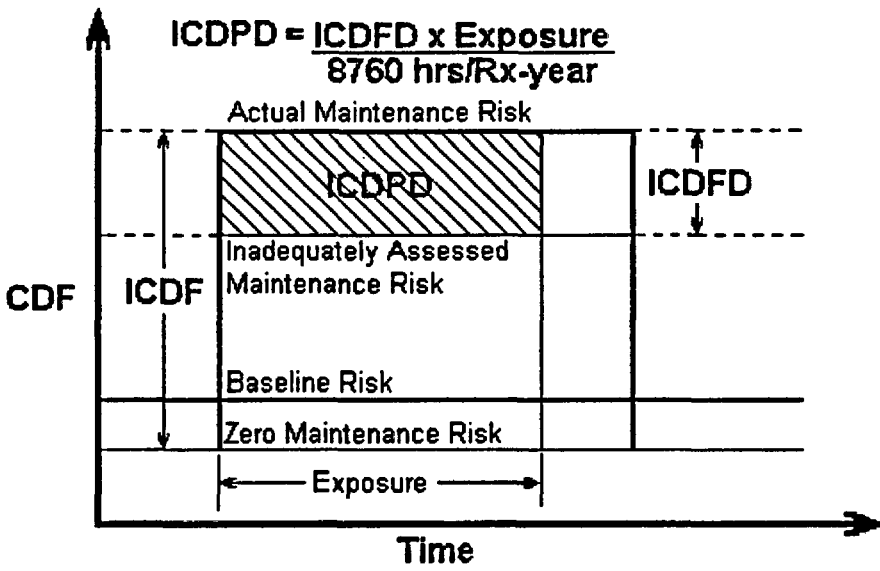 ICDPD = ICDFD x Exposure
8760 hrs/Rx-year
Actual Maintenance Risk
ICDPD
ICDFD
Inadequately Assessed
Maintenance Risk
CDF
ICDF
Baseline Risk
Zero Maintenance Risk
Exposure
Time